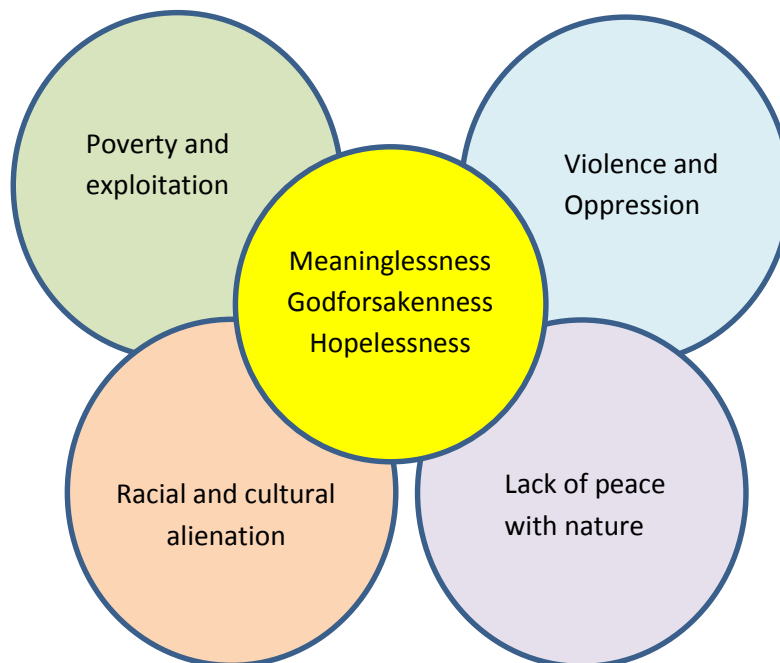 Poverty and
exploitation
Violence and
Oppression
Meaninglessness
Godforsakenness
Hopelessness
Racial and cultural
alienation
Lack of peace
with nature